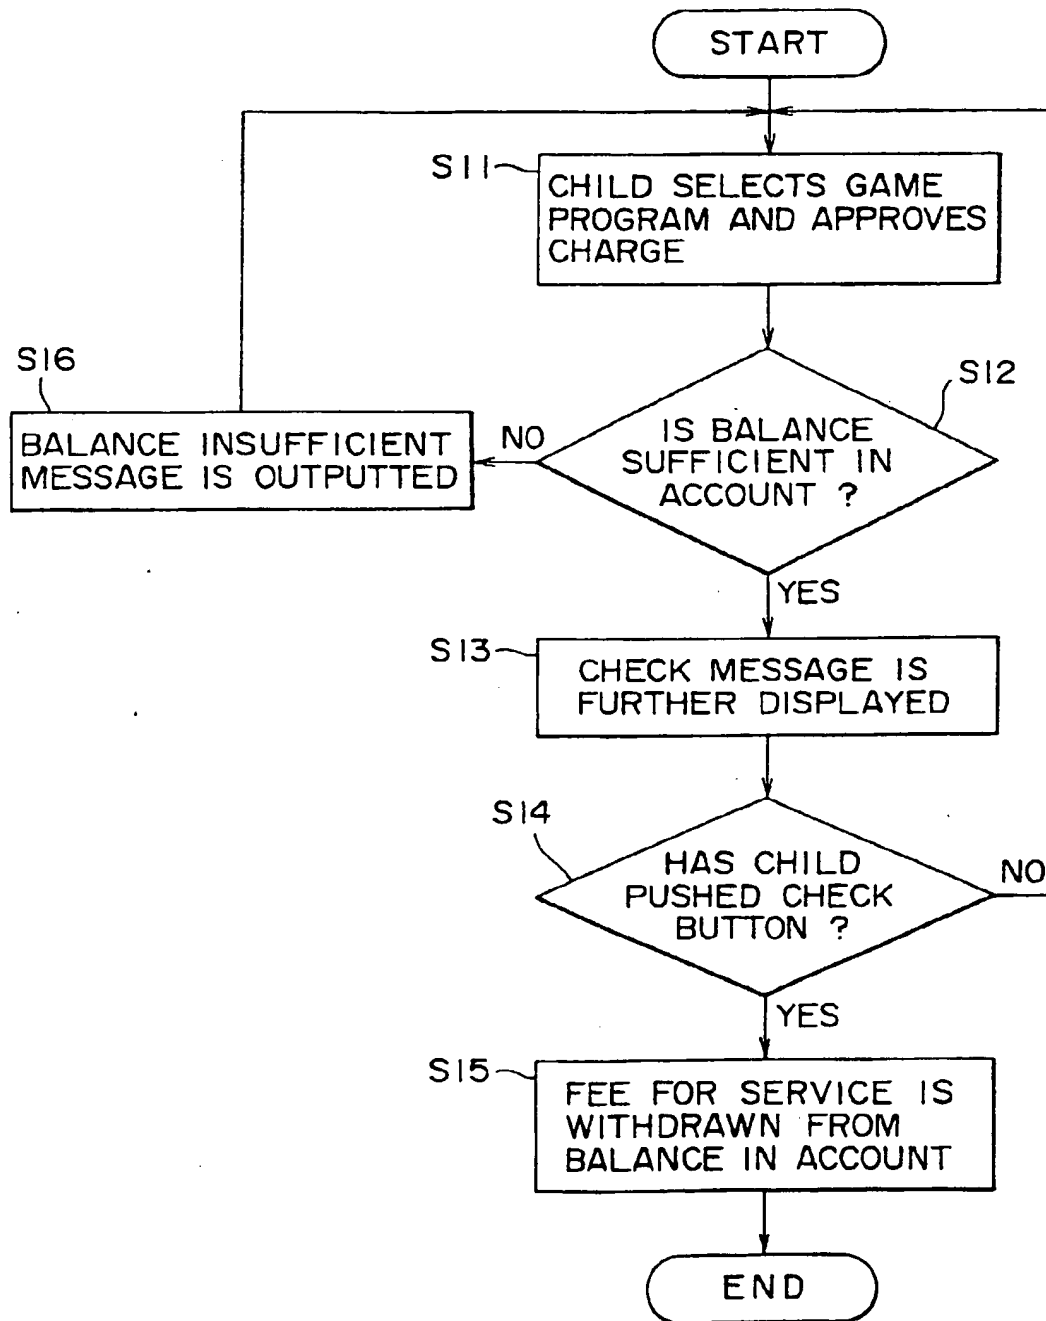 START
S11
CHILD SELECTS GAME
PROGRAM AND APPROVES
CHARGE
S12
IS BALANCE
SUFFICIENT IN
ACCOUNT ?
NO
S16
BALANCE INSUFFICIENT
MESSAGE IS OUTPUTTED
YES
S13
CHECK MESSAGE IS
FURTHER DISPLAYED
S14
HAS CHILD
PUSHED CHECK
BUTTON ?
NO
YES
S15
FEE FOR SERVICE IS
WITHDRAWN FROM
BALANCE IN ACCOUNT
END